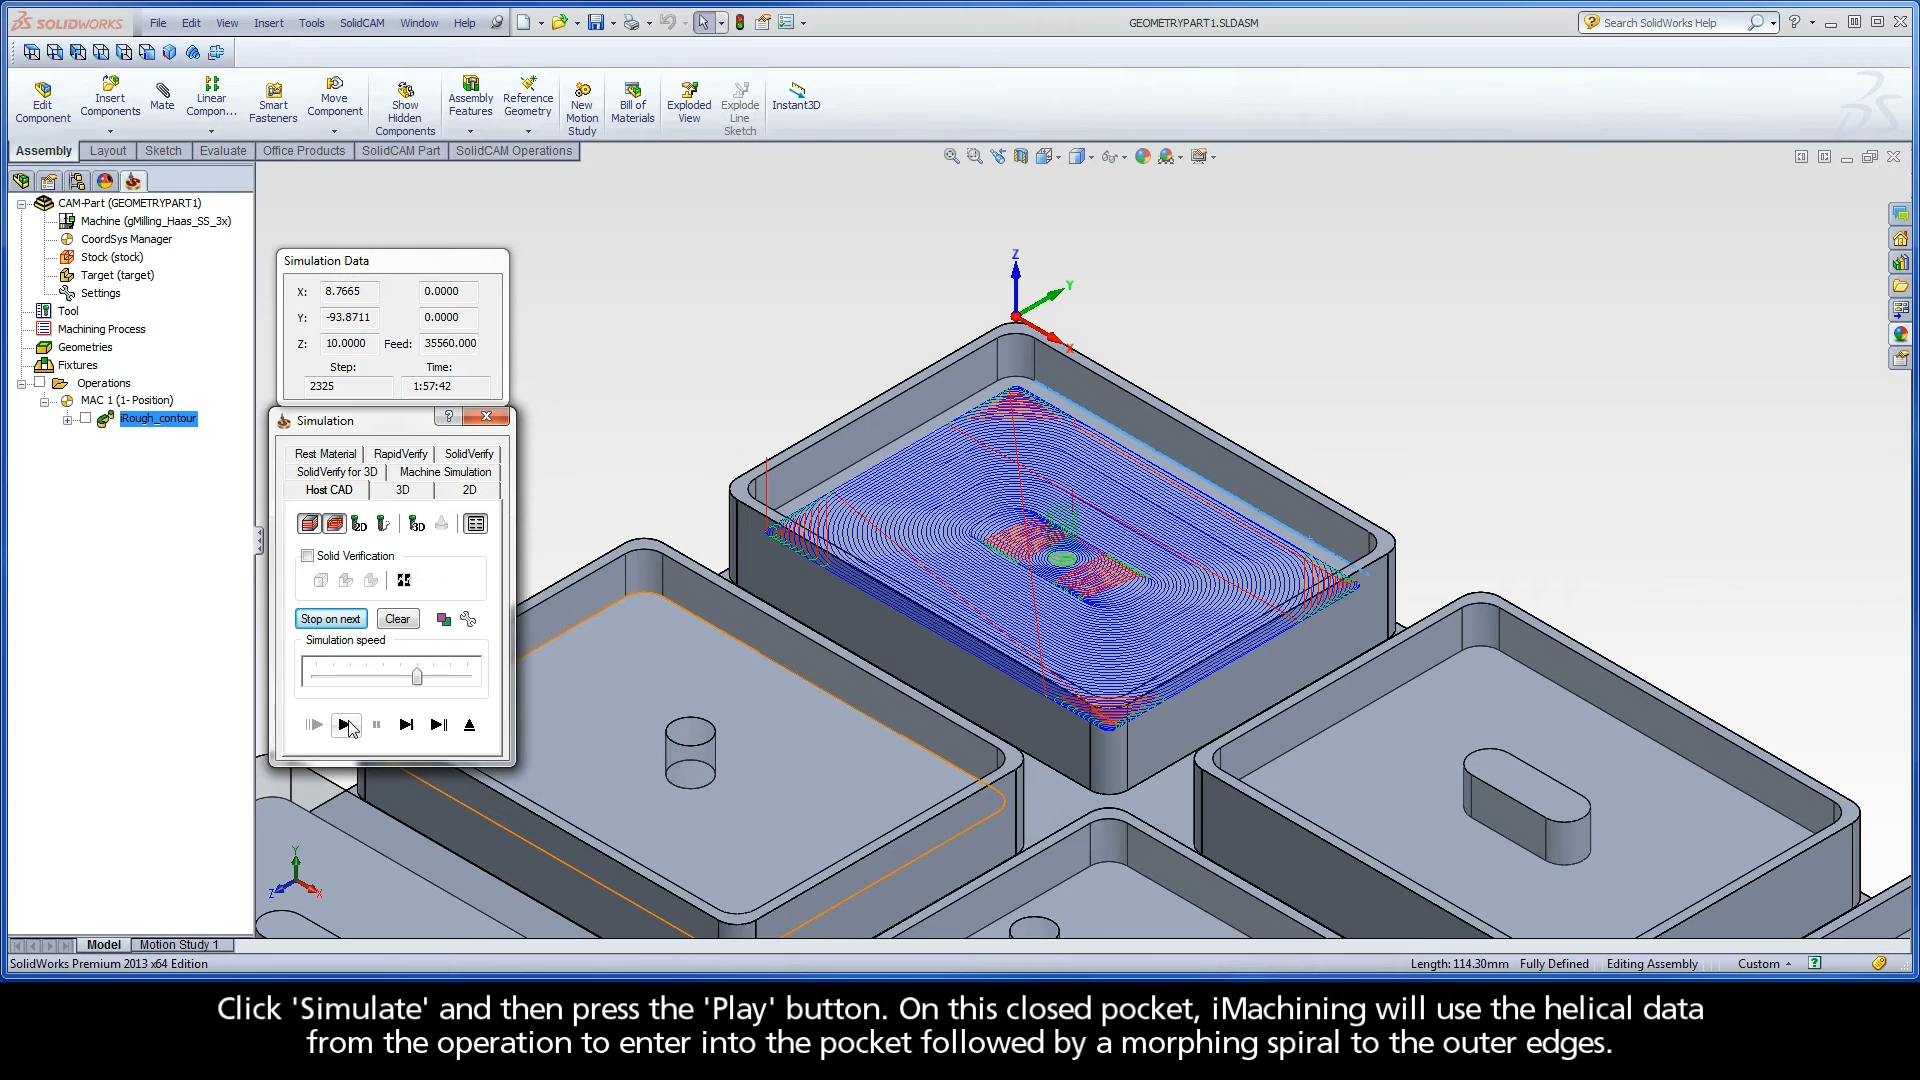 SOLIDWORKS
File Edit View Insert Tools SolidCAM Window Help
GEOMETRYPART1.SLDASM
Search SolidWorks Help
Edit Component
Insert Components
Mate
Linear Compon...
Smart Fasteners
Move Component
Show Hidden Components
Assembly Features
Reference Geometry
New Motion Study
Bill of Materials
Exploded View
Explode Line Sketch
Instant3D
Assembly Layout Sketch Evaluate Office Products SolidCAM Part SolidCAM Operations
CAM-Part (GEOMETRYPART1)
Machine (gMilling_Haas_SS_3x)
CoordSys Manager
Stock (stock)
Target (target)
Settings
Tool
Machining Process
Geometries
Fixtures
Operations
MAC 1 (1- Position)
iRough_contour
Simulation Data
X: 8.7665 0.0000
Y: -93.8711 0.0000
Z: 10.0000 Feed: 35560.000
Step: Time:
2325 1:57:42
Simulation
Rest Material RapidVerify SolidVerify
SolidVerify for 3D Machine Simulation
Host CAD 3D 2D
2D 3D
Solid Verification
Stop on next Clear
Simulation speed
Z
Y
X
Y
Z X
Model Motion Study 1
SolidWorks Premium 2013 x64 Edition
Length: 114.30mm Fully Defined Editing Assembly Custom
Click 'Simulate' and then press the 'Play' button. On this closed pocket, iMachining will use the helical data
from the operation to enter into the pocket followed by a morphing spiral to the outer edges.